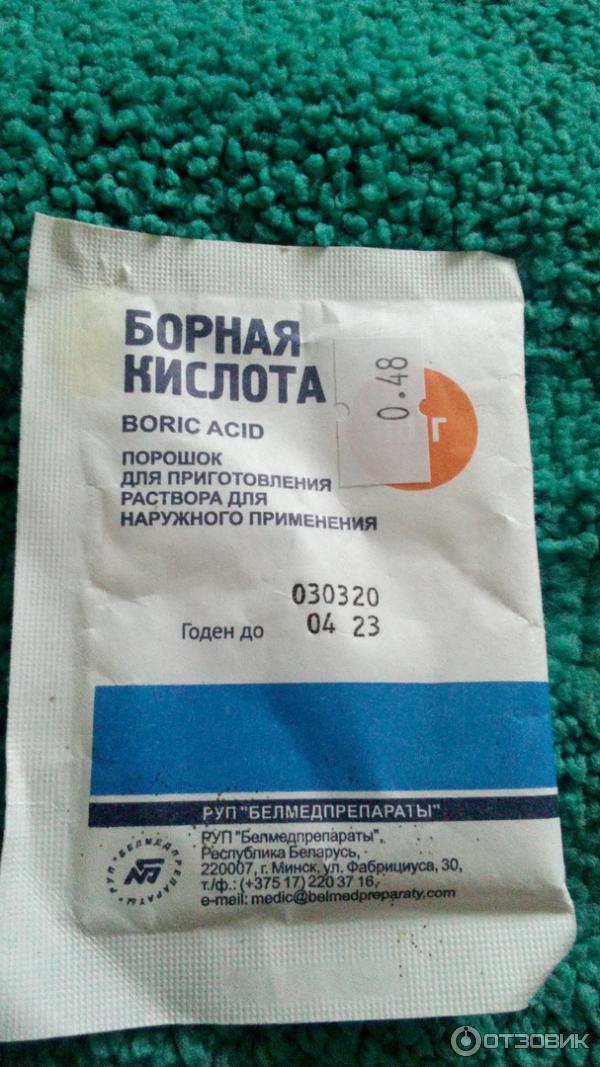 БОРНАЯ
КИСЛОТА
0.48
Г
BORIC ACID
ПОРОШОК
ДЛЯ ПРИГОТОВЛЕНИЯ
РАСТВОРА ДЛЯ
НАРУЖНОГО ПРИМЕНЕНИЯ
030320
Годен до 04 23
РУП "БЕЛМЕДПРЕПАРАТЫ"
РУП "Белмедпрепараты",
Республика Беларусь,
220007, г. Минск, ул. Фабрициуса, 30,
т./ф.: (+375 17) 220 37 16,
e-mail: medic@belmedpreparaty.com
РУП • БЕЛМЕДПРЕПАРАТЫ •
ОТЗОВИК